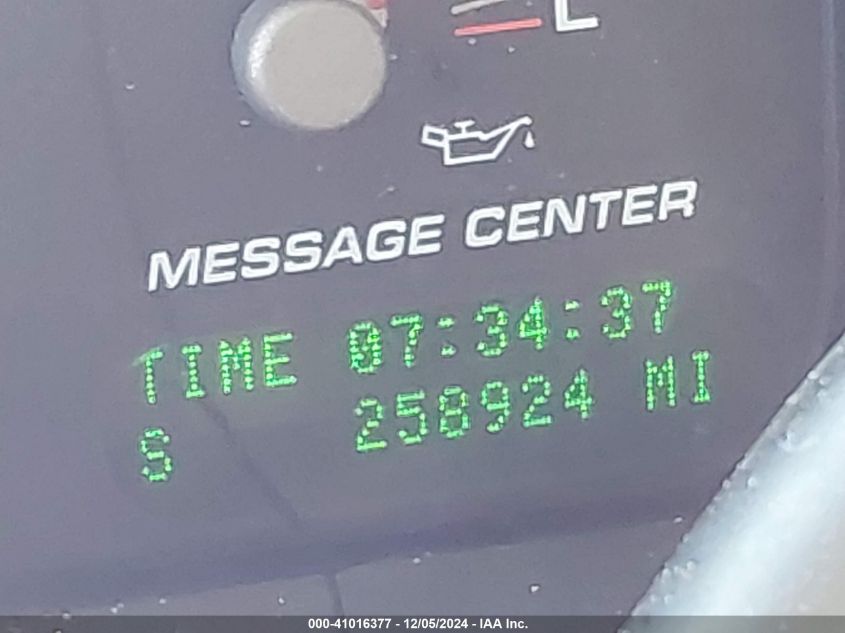 L
MESSAGE CENTER
TIME 07:34:37
S 258924 MI
000-41016377 - 12/05/2024 - IAA Inc.